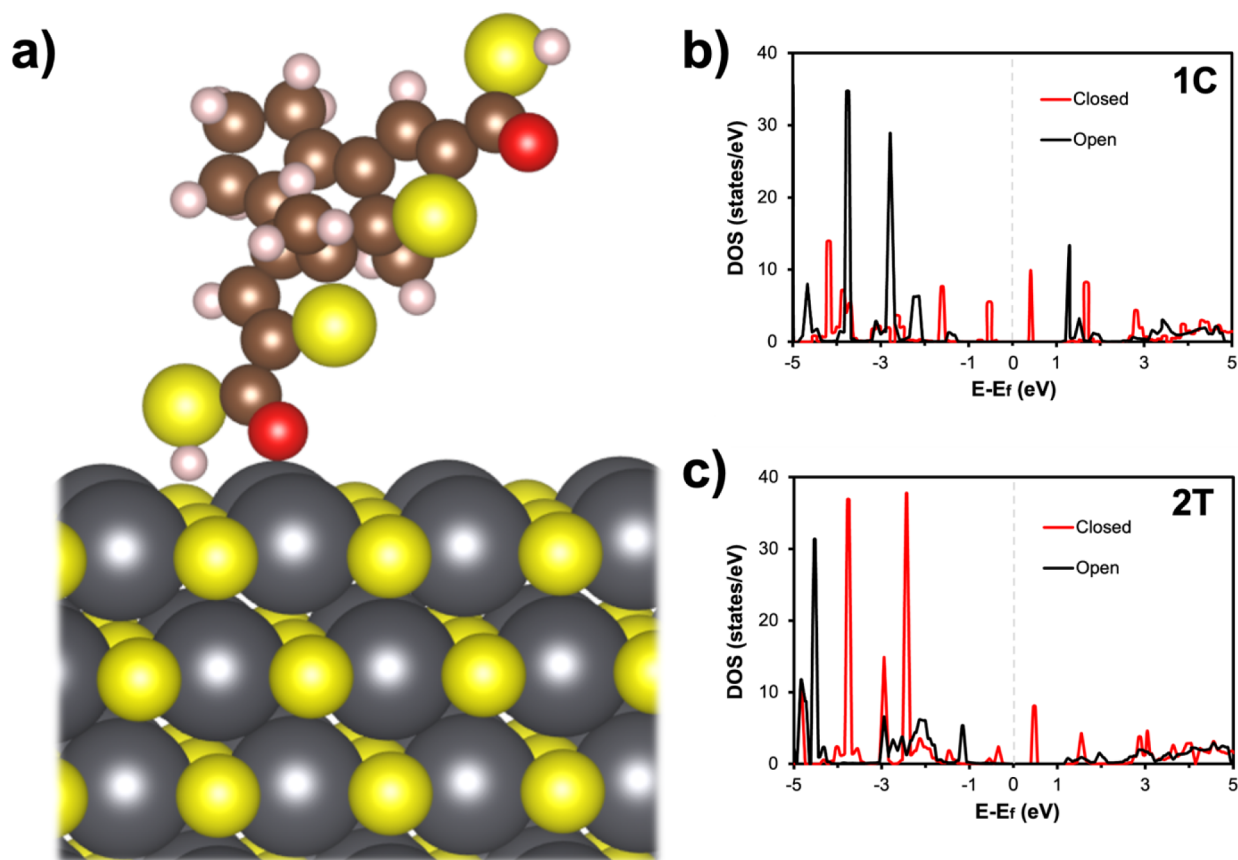 a)
b)
1C
Closed
Open
DOS (states/eV)
40
30
20
10
0
-5 -3 -1 0 1 3 5
E-Ef (eV)
c)
2T
Closed
Open
DOS (states/eV)
40
30
20
10
0
-5 -3 -1 0 1 3 5
E-Ef (eV)